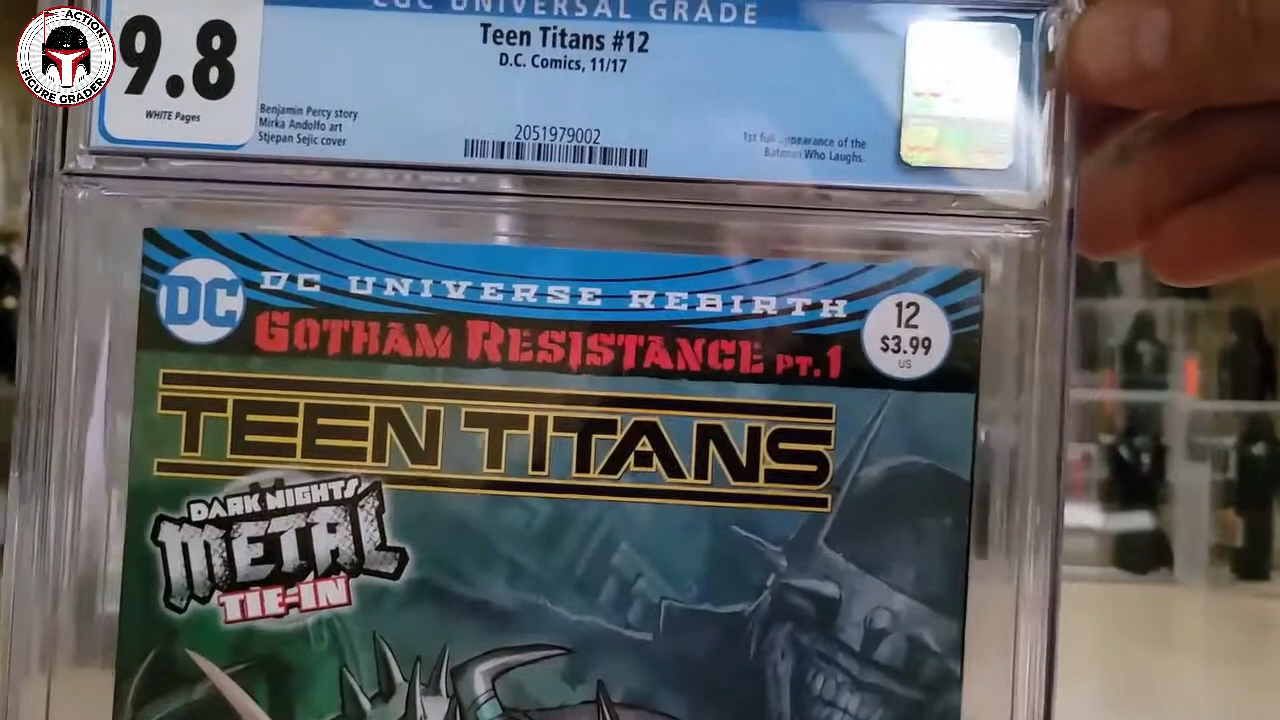 THE ACTION
FIGURE GRADER
CGC UNIVERSAL GRADE
9.8
WHITE Pages
Teen Titans #12
D.C. Comics, 11/17
Benjamin Percy story
Mirka Andolfo art
Stjepan Sejic cover
2051979002
1st full appearance of the
Batman Who Laughs.
DC
DC UNIVERSE REBIRTH
GOTHAM RESISTANCE PT.1
12
$3.99
US
TEEN TITANS
DARK NIGHTS
METAL
TIE-IN